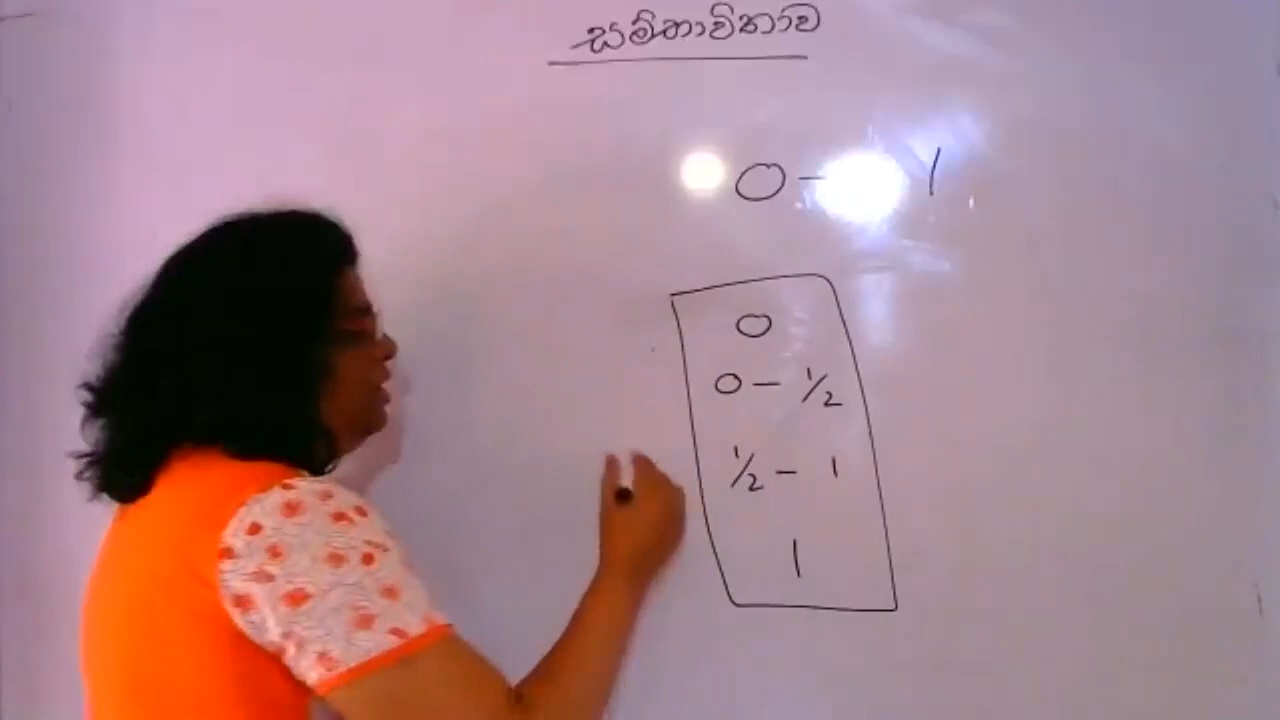 සම්භාවිතාව
0 - 1
0
0 - 1/2
1/2 - 1
1